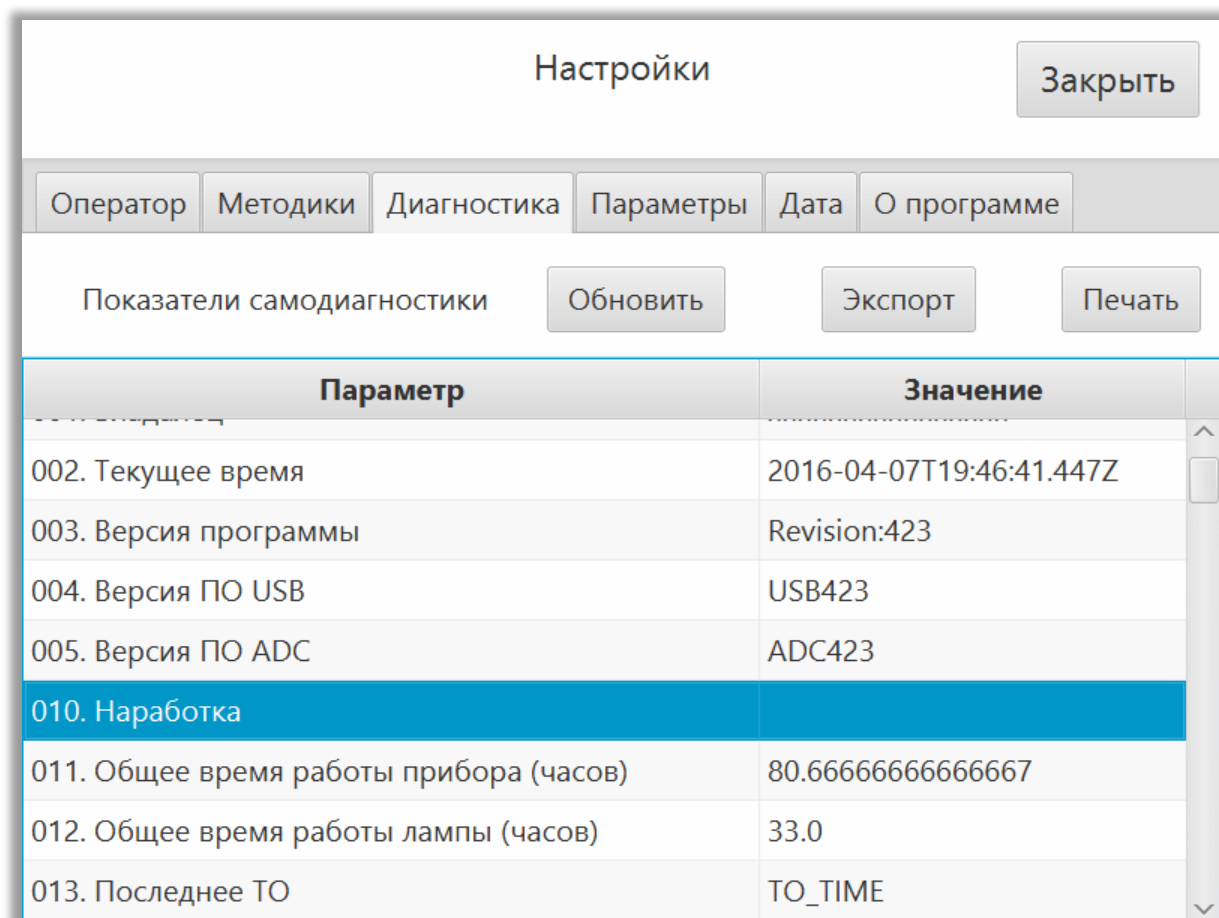 Настройки
Закрыть
Оператор Методики Диагностика Параметры Дата О программе
Показатели самодиагностики Обновить Экспорт Печать
Параметр Значение
002. Текущее время 2016-04-07T19:46:41.447Z
003. Версия программы Revision:423
004. Версия ПО USB USB423
005. Версия ПО ADC ADC423
010. Наработка
011. Общее время работы прибора (часов) 80.66666666666667
012. Общее время работы лампы (часов) 33.0
013. Последнее ТО TO_TIME